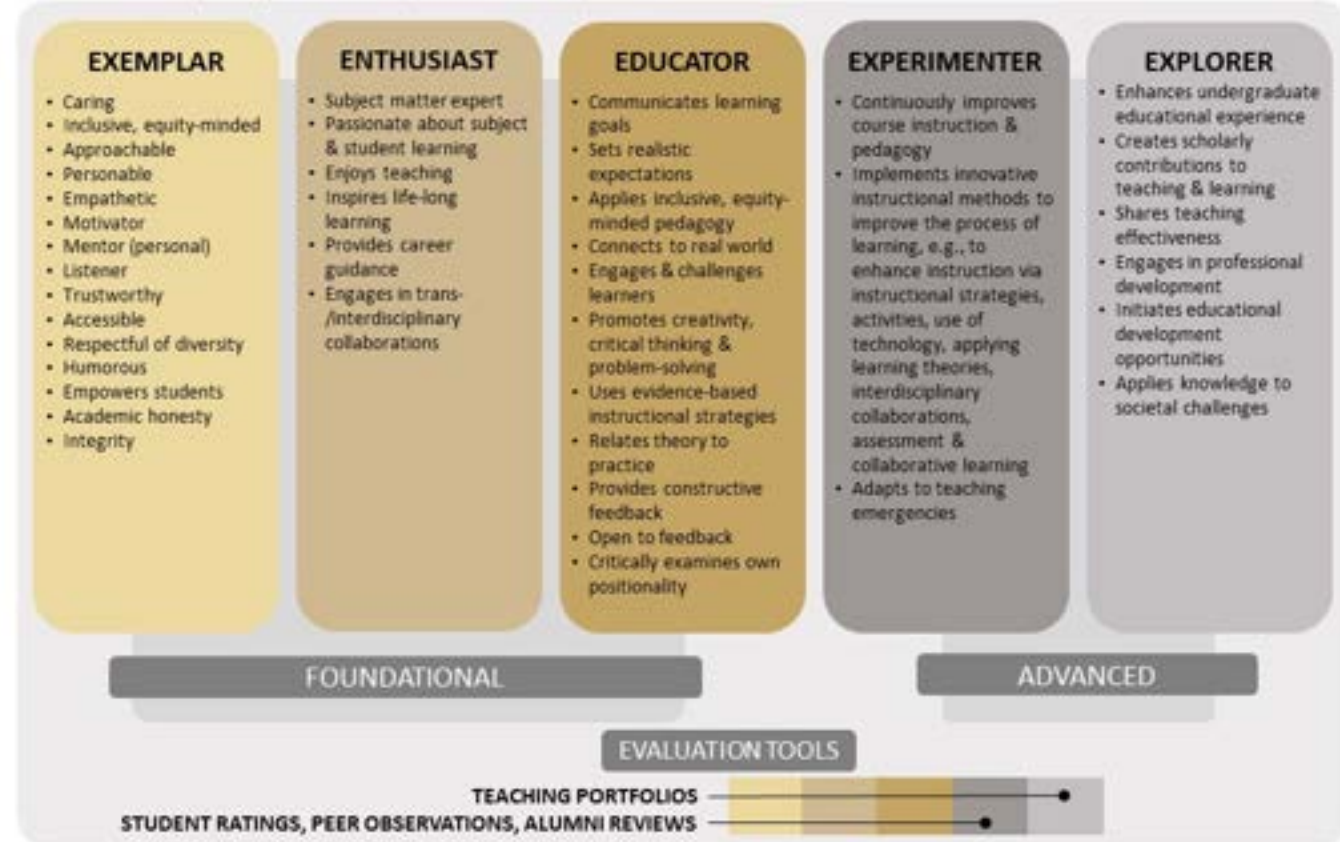 EXEMPLAR
• Caring
• Inclusive, equity-minded
• Approachable
• Personable
• Empathetic
• Motivator
• Mentor (personal)
• Listener
• Trustworthy
• Accessible
• Respectful of diversity
• Humorous
• Empowers students
• Academic honesty
• Integrity
ENTHUSIAST
• Subject matter expert
• Passionate about subject
& student learning
• Enjoys teaching
• Inspires life-long
learning
• Provides career
guidance
• Engages in trans-
/interdisciplinary
collaborations
EDUCATOR
• Communicates learning
goals
• Sets realistic
expectations
• Applies inclusive, equity-
minded pedagogy
• Connects to real world
• Engages & challenges
learners
• Promotes creativity,
critical thinking &
problem-solving
• Uses evidence-based
instructional strategies
• Relates theory to
practice
• Provides constructive
feedback
• Open to feedback
• Critically examines own
positionality
EXPERIMENTER
• Continuously improves
course instruction &
pedagogy
• Implements innovative
instructional methods to
improve the process of
learning, e.g., to
enhance instruction via
instructional strategies,
activities, use of
technology, applying
learning theories,
interdisciplinary
collaborations,
assessment &
collaborative learning
• Adapts to teaching
emergencies
EXPLORER
• Enhances undergraduate
educational experience
• Creates scholarly
contributions to
teaching & learning
• Shares teaching
effectiveness
• Engages in professional
development
• Initiates educational
development
opportunities
• Applies knowledge to
societal challenges
FOUNDATIONAL
ADVANCED
EVALUATION TOOLS
TEACHING PORTFOLIOS
STUDENT RATINGS, PEER OBSERVATIONS, ALUMNI REVIEWS